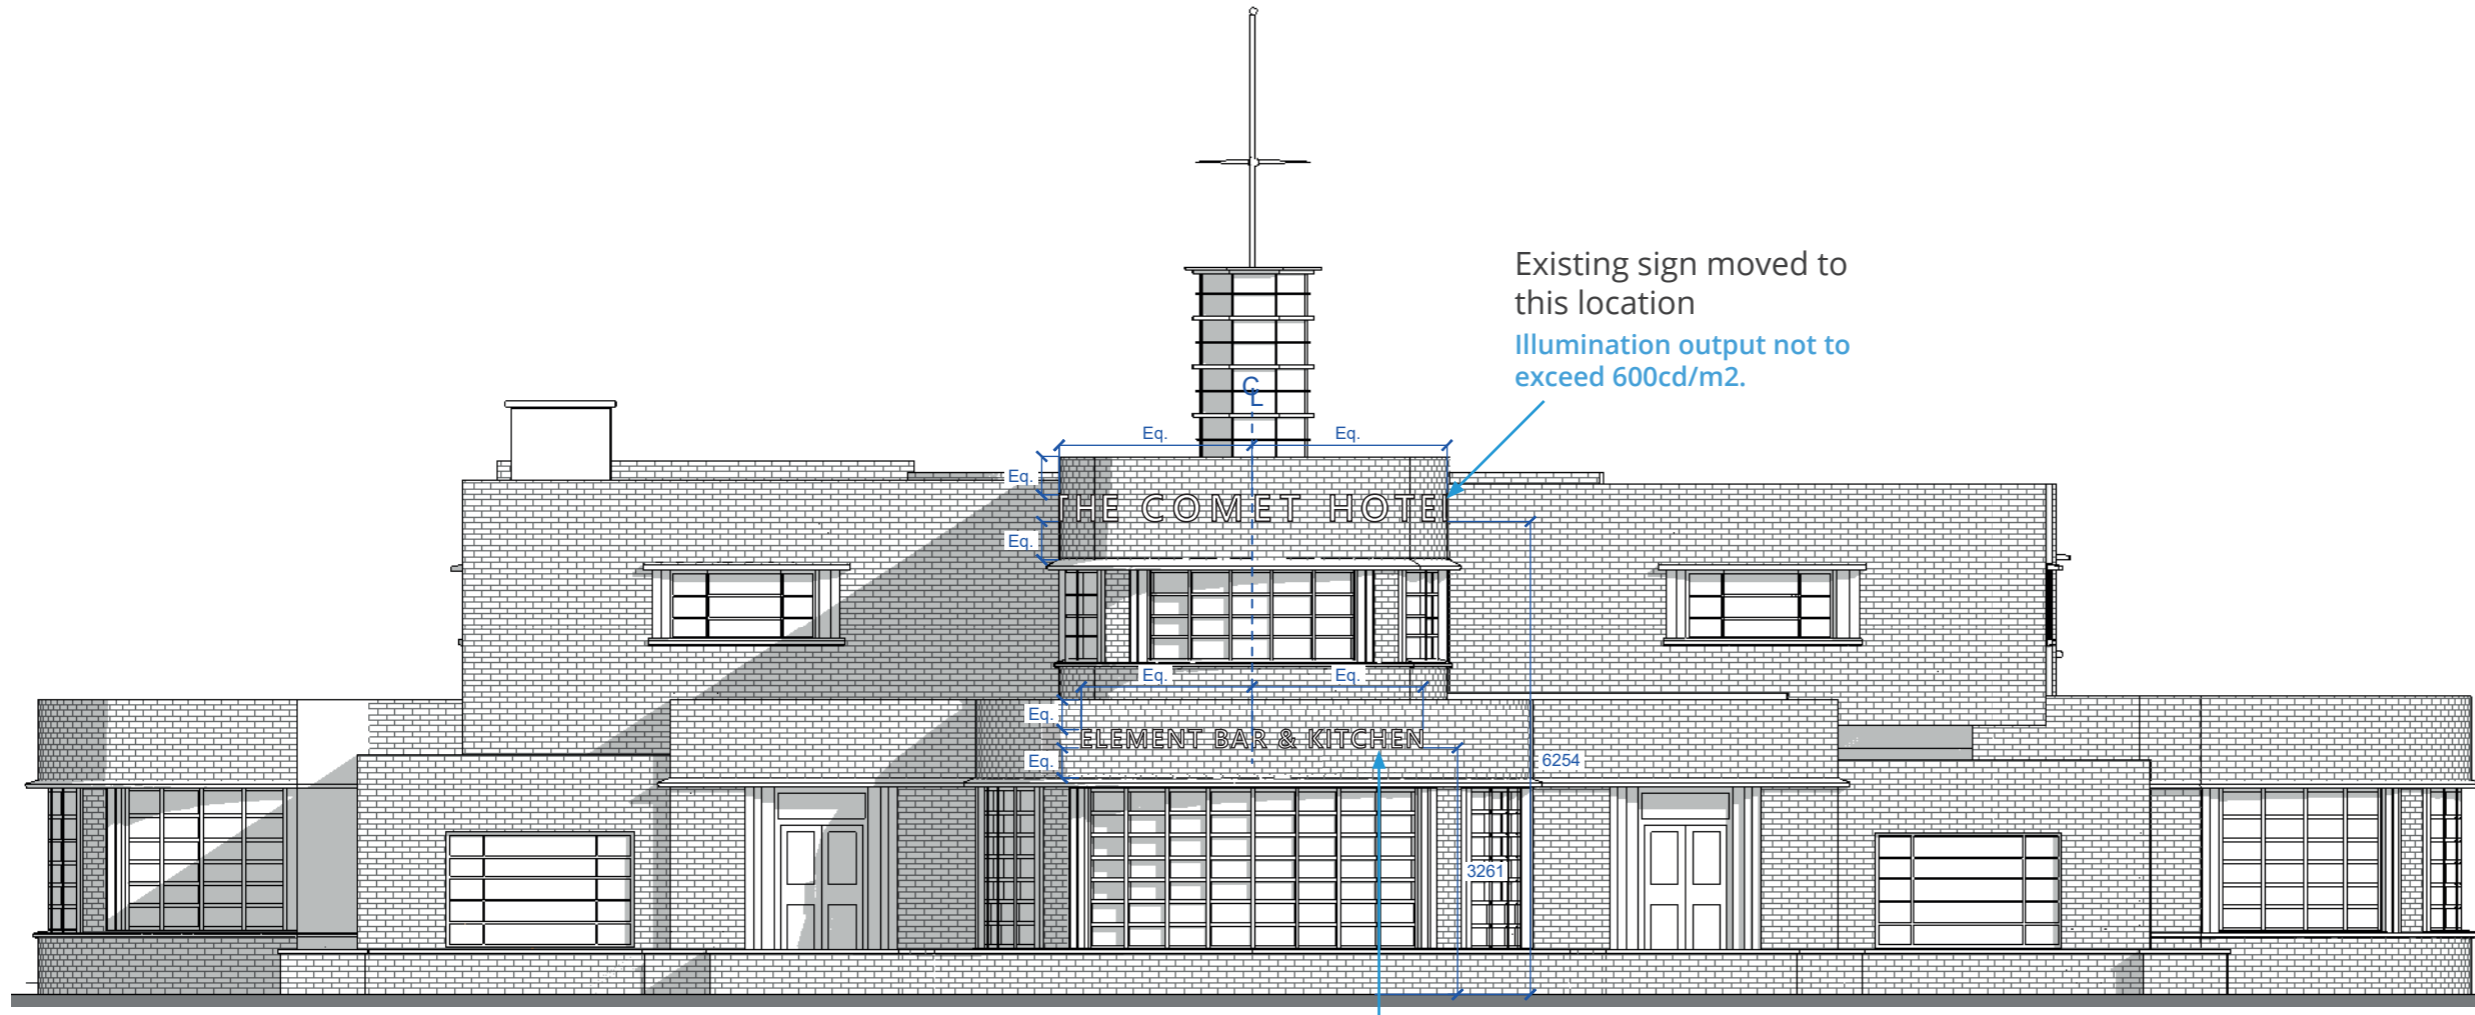 Existing sign moved to
this location
Illumination output not to
exceed 600cd/m2.
CL
Eq. Eq.
Eq.
THE COMET HOTEL
Eq.
Eq. Eq.
Eq.
ELEMENT BAR & KITCHEN
Eq.
6254
3261